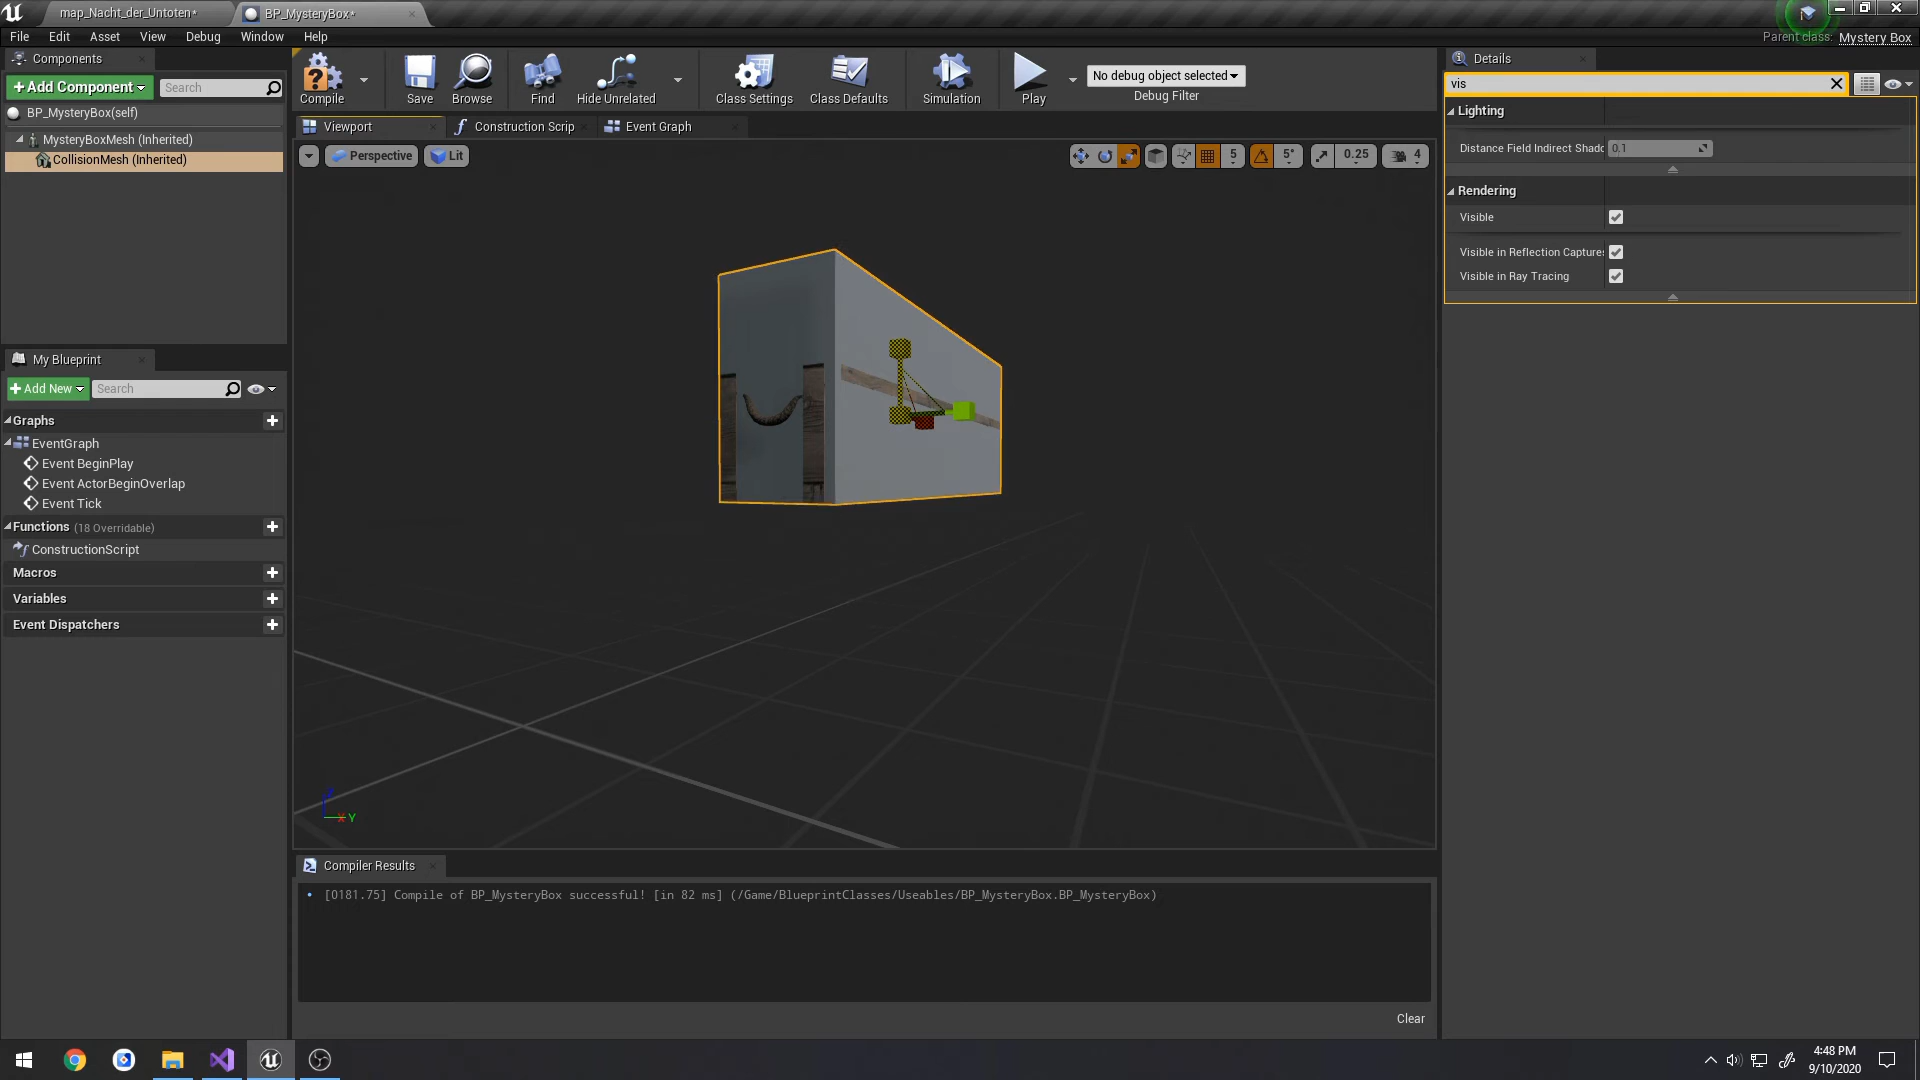 map_Nacht_der_Untoten*
BP_MysteryBox*
File Edit Asset View Debug Window Help
Parent class: Mystery Box
Components
Add Component
Search
BP_MysteryBox(self)
MysteryBoxMesh (Inherited)
CollisionMesh (Inherited)
My Blueprint
Add New
Search
Graphs
EventGraph
Event BeginPlay
Event ActorBeginOverlap
Event Tick
Functions (18 Overridable)
ConstructionScript
Macros
Variables
Event Dispatchers
Compile
Save
Browse
Find
Hide Unrelated
Class Settings
Class Defaults
Simulation
Play
No debug object selected
Debug Filter
Viewport
Construction Scrip
Event Graph
Perspective
Lit
5
5°
0.25
4
X Y
Compiler Results
[0181.75] Compile of BP_MysteryBox successful! [in 82 ms] (/Game/BlueprintClasses/Useables/BP_MysteryBox.BP_MysteryBox)
Clear
Details
vis
Lighting
Distance Field Indirect Shadc
0.1
Rendering
Visible
Visible in Reflection Captures
Visible in Ray Tracing
4:48 PM
9/10/2020